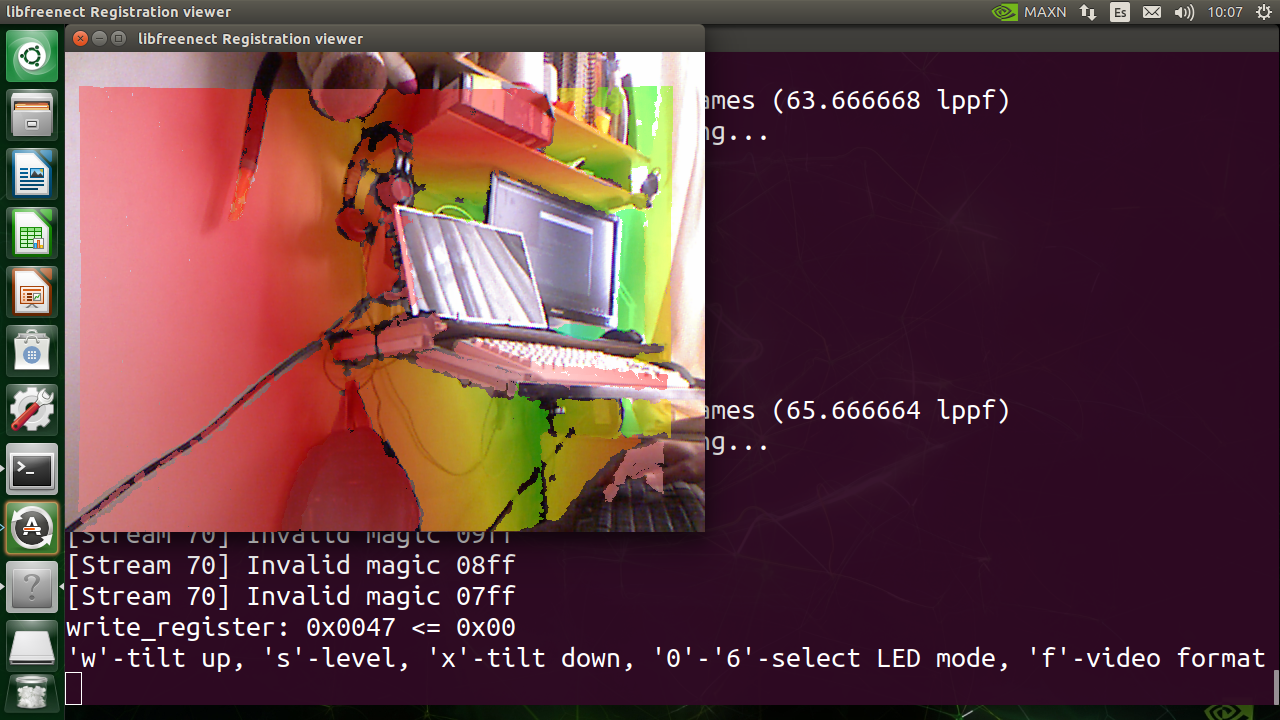 libfreenect Registration viewer
MAXN
Es
10:07
libfreenect Registration viewer
ames (63.666668 lppf)
ng...
ames (65.666664 lppf)
ng...
[Stream 70] Invalid magic 09ff
[Stream 70] Invalid magic 08ff
[Stream 70] Invalid magic 07ff
write_register: 0x0047 <= 0x00
'w'-tilt up, 's'-level, 'x'-tilt down, '0'-'6'-select LED mode, 'f'-video format